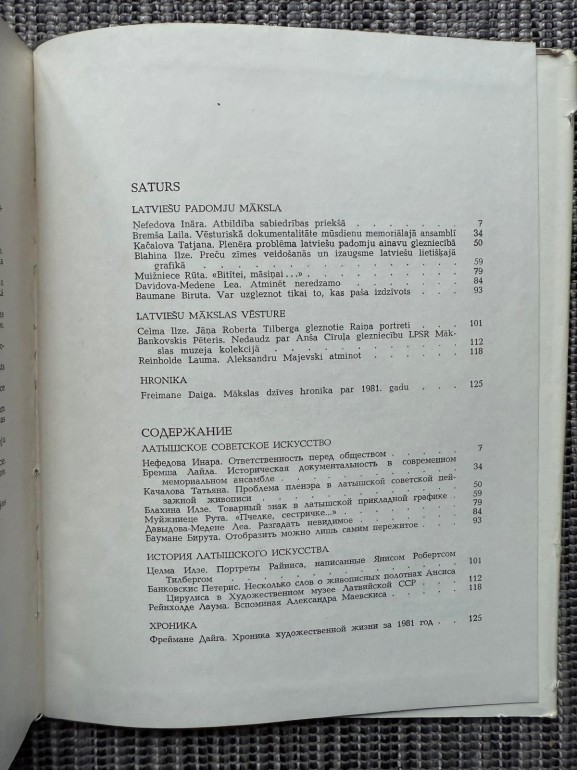 SATURS
LATVIEŠU PADOMJU MĀKSLA
Nefedova Ināra. Atbildība sabiedrības priekšā . . . . . . . 7
Bremša Laila. Vēsturiskā dokumentalitāte mūsdienu memoriālajā ansamblī 34
Kačalova Tatjana. Plenēra problēma latviešu padomju ainavu glezniecībā 50
Blahina Ilze. Preču zīmes veidošanās un izaugsme latviešu lietišķajā
grafikā . . . . . . . . . . . . . 59
Muižniece Rūta. «Bitītei, māsiņai...» . . . . . . . . 79
Davidova-Medene Lea. Atminēt neredzamo . . . . . . . 84
Baumane Biruta. Var uzgleznot tikai to, kas paša izdzīvots . . . . 93
LATVIEŠU MĀKSLAS VĒSTURE
Celma Ilze. Jāņa Roberta Tilberga gleznotie Raiņa portreti . . . 101
Bankovskis Pēteris. Nedaudz par Anša Cīruļa glezniecību LPSR Māk-
slas muzeja kolekcijā . . . . . . . . . . 112
Reinholde Lauma. Aleksandru Majevski atminot . . . . . . 118
HRONIKA
Freimane Daiga. Mākslas dzīves hronika par 1981. gadu . . . 125
СОДЕРЖАНИЕ
ЛАТЫШСКОЕ СОВЕТСКОЕ ИСКУССТВО
Нефедова Инара. Ответственность перед обществом . . . . . 7
Бремша Лайла. Историческая документальность в современном
мемориальном ансамбле . . . . . . . . . . 34
Качалова Татьяна. Проблема пленэра в латышской советской пей-
зажной живописи . . . . . . . . . . . 50
Блахина Илзе. Товарный знак в латышской прикладной графике . . 59
Муйжниеце Рута. «Пчелке, сестричке...» . . . . . . . 79
Давыдова-Медене Леа. Разгадать невидимое . . . . . . 84
Баумане Бирута. Отобразить можно лишь самим пережитое . . . 93
ИСТОРИЯ ЛАТЫШСКОГО ИСКУССТВА
Целма Илзе. Портреты Райниса, написанные Янисом Робертсом
Тилбергом . . . . . . . . . . . . 101
Банковскис Петерис. Несколько слов о живописных полотнах Ансиса
Цирулиса в Художественном музее Латвийской ССР . . . . 112
Рейнхолде Лаума. Вспоминая Александра Маевскиса . . . . . 118
ХРОНИКА
Фреймане Дайга. Хроника художественной жизни за 1981 год . . 125